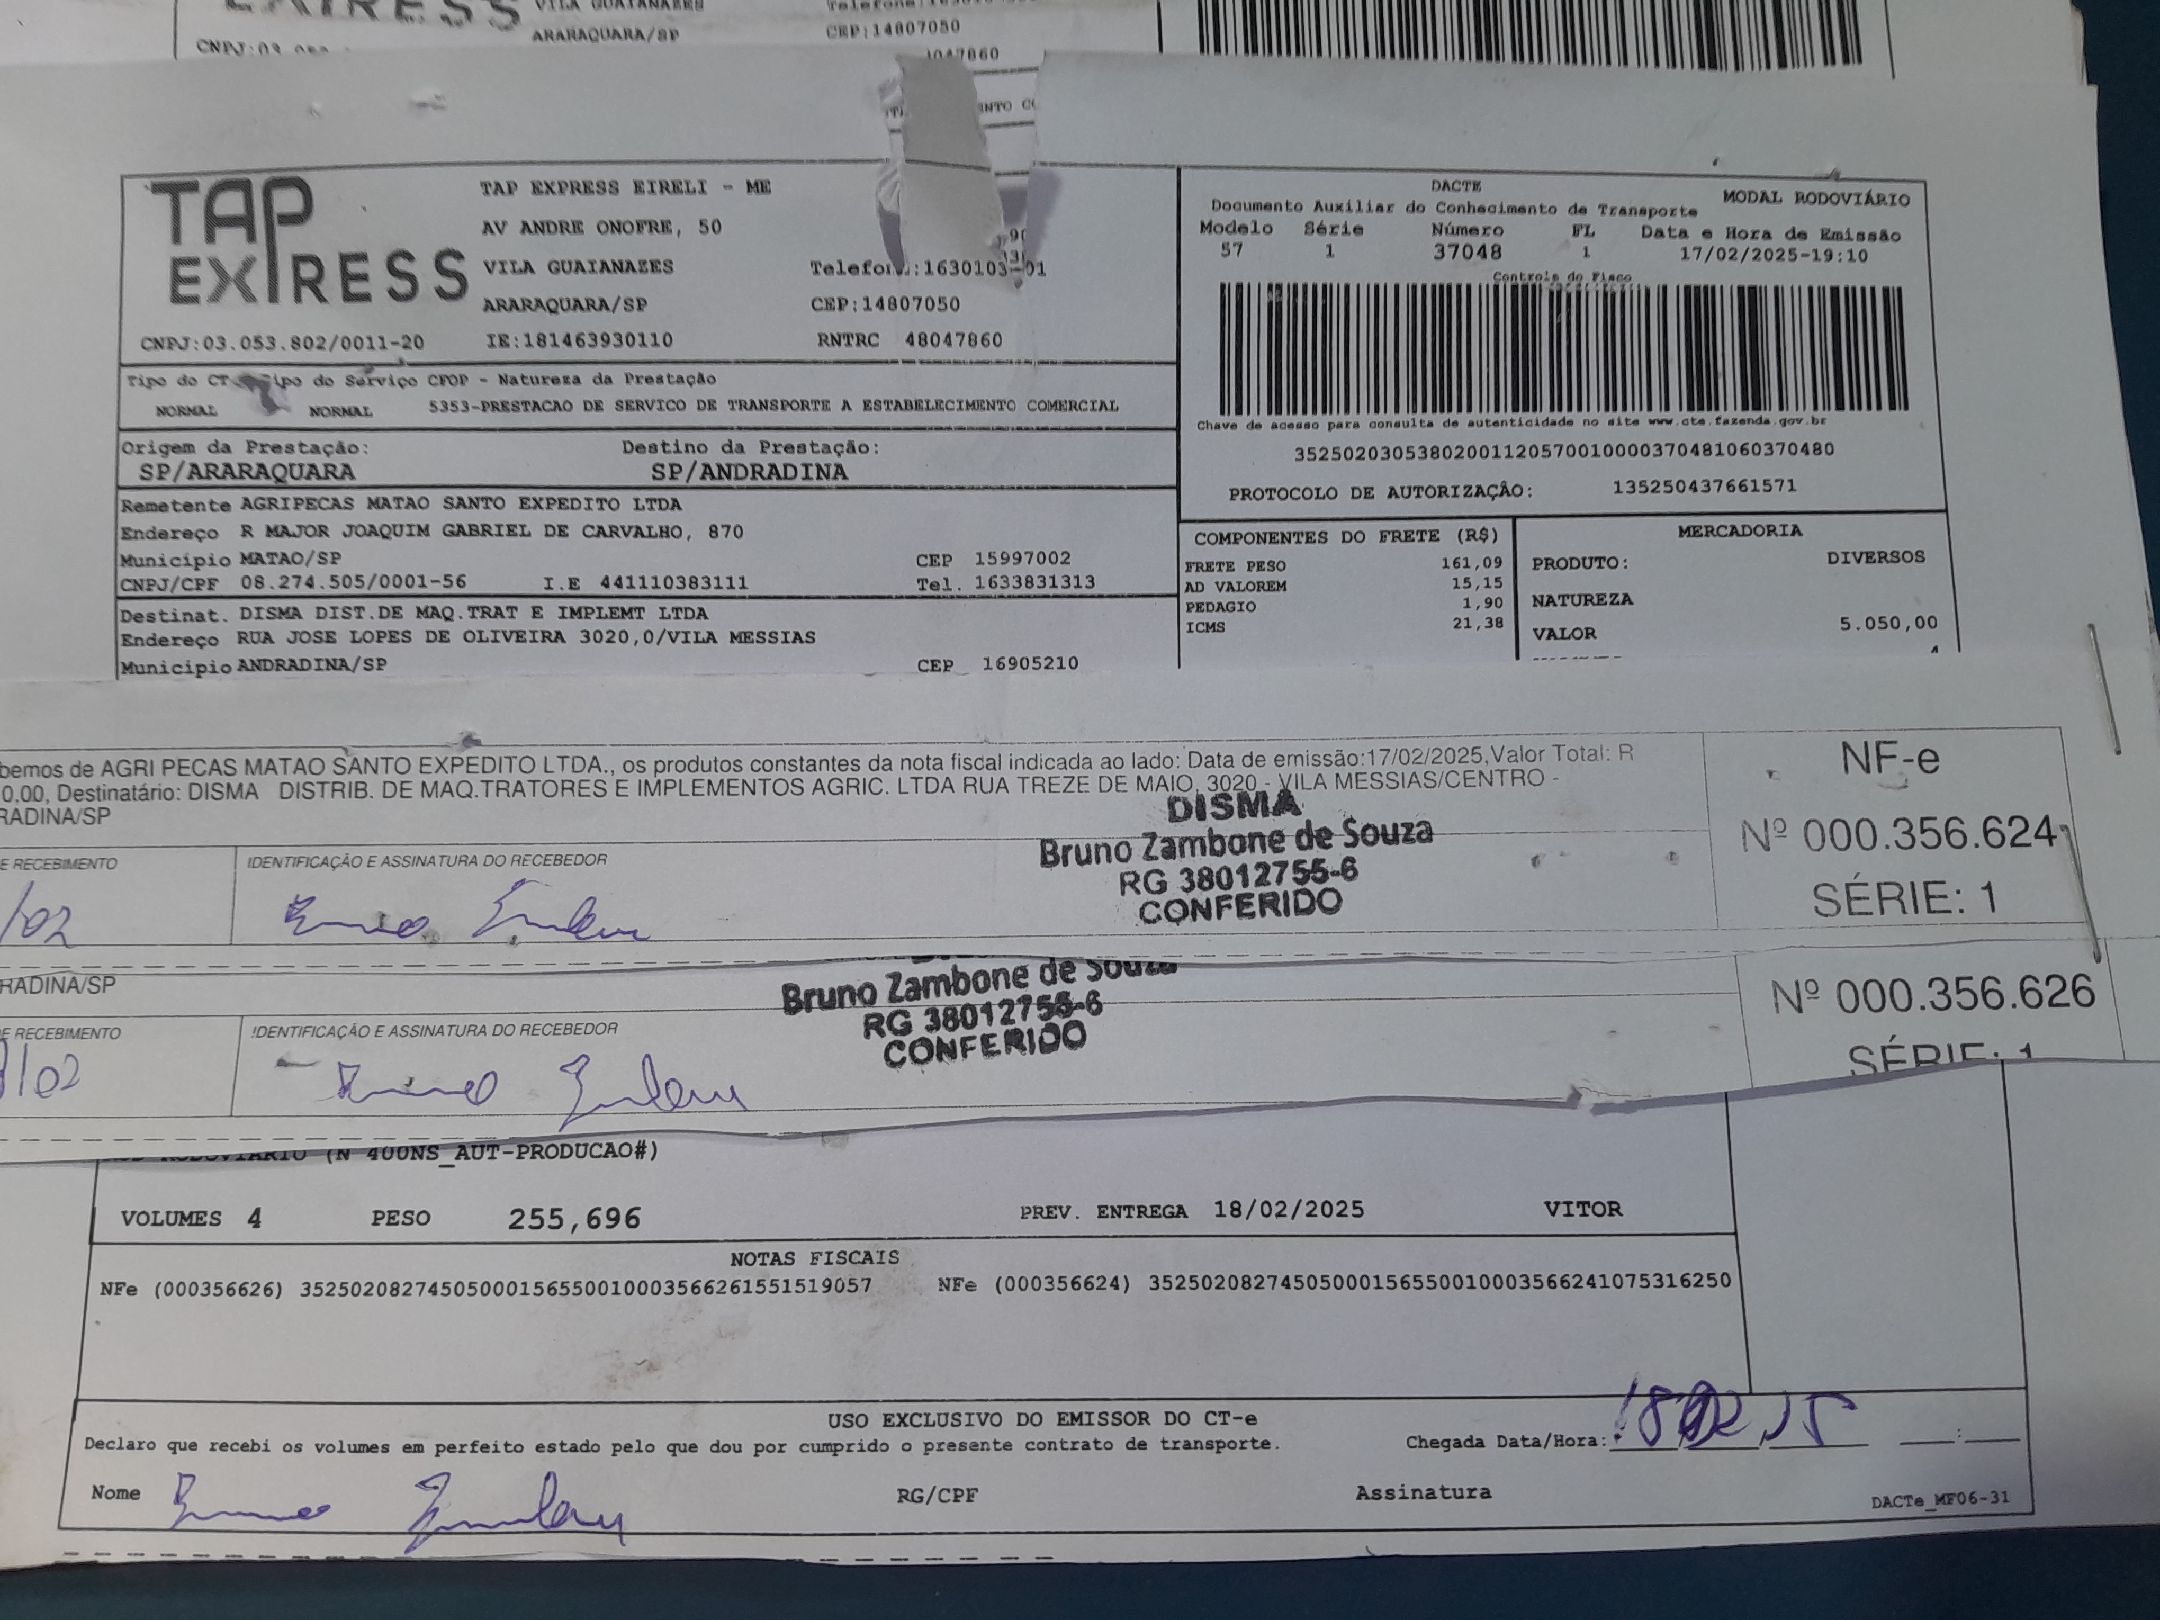 VILA GUAIANAZES
ARARAQUARA/SP
CEP:14807050
TAP EXPRESS
TAP EXPRESS EIRELI - ME
AV ANDRE ONOFRE, 50
VILA GUAIANAZES
ARARAQUARA/SP
CEP:14807050
CNPJ:03.053.802/0011-20
IE:181463930110
RNTRC 48047860
DACTE
MODAL RODOVIÁRIO
Documento Auxiliar do Conhecimento de Transporte
Modelo Série Número FL Data e Hora de Emissão
57 1 37048 1 17/02/2025-19:10
Controle do Fisco
Chave de acesso para consulta de autenticidade no site www.cte.fazenda.gov.br
35250203053802001120570010000370481060370480
PROTOCOLO DE AUTORIZAÇÃO: 135250437661571
Tipo do Serviço CFOP - Natureza da Prestação
NORMAL NORMAL 5353-PRESTACAO DE SERVICO DE TRANSPORTE A ESTABELECIMENTO COMERCIAL
Origem da Prestação: Destino da Prestação:
SP/ARARAQUARA SP/ANDRADINA
Remetente AGRIPECAS MATAO SANTO EXPEDITO LTDA
Endereço R MAJOR JOAQUIM GABRIEL DE CARVALHO, 870
Município MATAO/SP CEP 15997002
CNPJ/CPF 08.274.505/0001-56 I.E 441110383111 Tel. 1633831313
Destinat. DISMA DIST.DE MAQ.TRAT E IMPLEMT LTDA
Endereço RUA JOSE LOPES DE OLIVEIRA 3020,0/VILA MESSIAS
Município ANDRADINA/SP CEP 16905210
COMPONENTES DO FRETE (R$)
FRETE PESO 161,09
AD VALOREM 15,15
PEDAGIO 1,90
ICMS 21,38
MERCADORIA
PRODUTO: DIVERSOS
NATUREZA
VALOR 5.050,00
bemos de AGRI PECAS MATAO SANTO EXPEDITO LTDA., os produtos constantes da nota fiscal indicada ao lado: Data de emissão:17/02/2025,Valor Total: R
0,00, Destinatário: DISMA DISTRIB. DE MAQ.TRATORES E IMPLEMENTOS AGRIC. LTDA RUA TREZE DE MAIO, 3020 - VILA MESSIAS/CENTRO -
RADINA/SP
NF-e
Nº 000.356.624
SÉRIE: 1
DISMA
Bruno Zambone de Souza
RG 38012755-6
CONFERIDO
E RECEBIMENTO
IDENTIFICAÇÃO E ASSINATURA DO RECEBEDOR
/02
RADINA/SP
Bruno Zambone de Souza
RG 38012755-6
CONFERIDO
Nº 000.356.626
SÉRIE: 1
E RECEBIMENTO
IDENTIFICAÇÃO E ASSINATURA DO RECEBEDOR
/02
RODOVIARIO (N 400NS_AUT-PRODUCAO#)
VOLUMES 4 PESO 255,696 PREV. ENTREGA 18/02/2025 VITOR
NOTAS FISCAIS
NFe (000356626) 35250208274505000156550010003566261551519057 NFe (000356624) 35250208274505000156550010003566241075316250
USO EXCLUSIVO DO EMISSOR DO CT-e
Declaro que recebi os volumes em perfeito estado pelo que dou por cumprido o presente contrato de transporte.
Chegada Data/Hora:
Nome RG/CPF Assinatura
DACTe_MF06-31